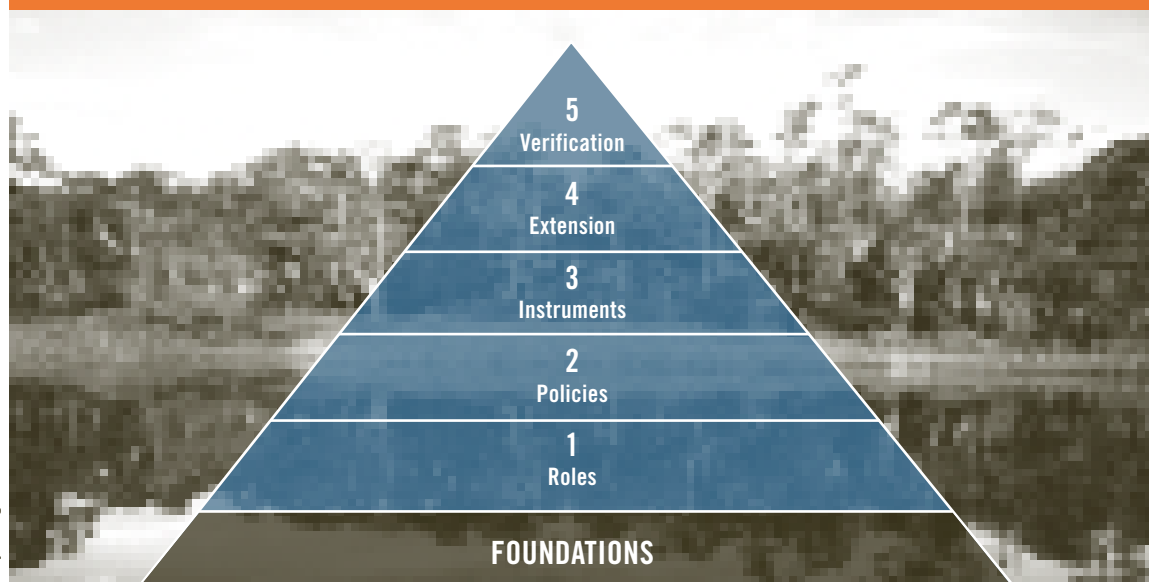 5
Verification
4
Extension
3
Instruments
2
Policies
1
Roles
FOUNDATIONS